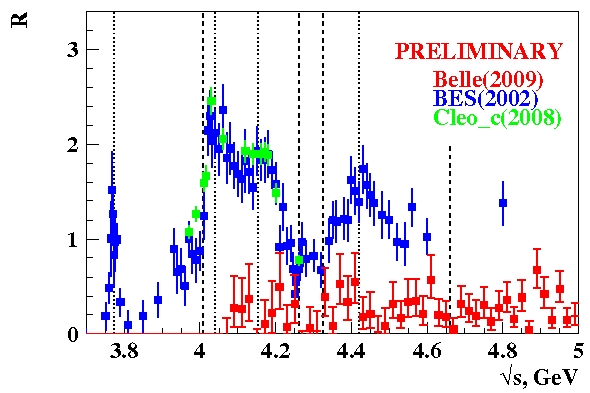 R
3
PRELIMINARY
Belle(2009)
BES(2002)
Cleo_c(2008)
2
1
0
3.8 4 4.2 4.4 4.6 4.8 5
√s, GeV